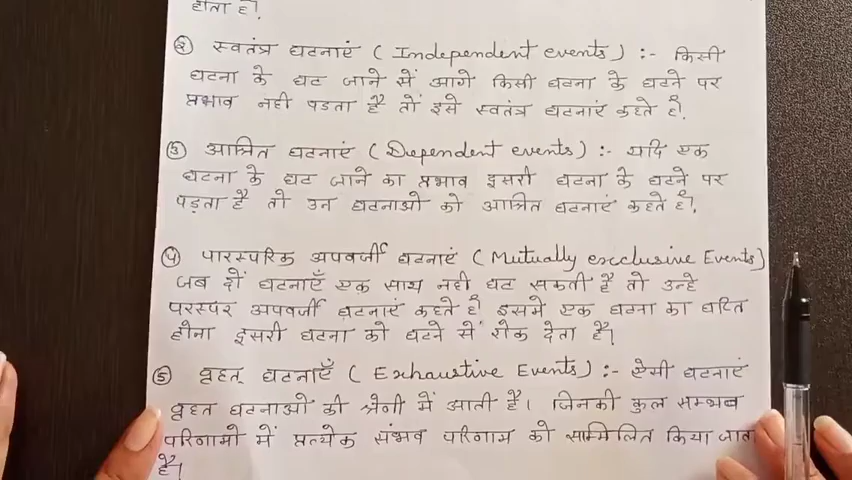 होता है।
② स्वतंत्र घटनाएं ( Independent events ) :- किसी
घटना के घट जाने से आगे किसी घटना के घटने पर
प्रभाव नही पडता है तो इसे स्वतंत्र घटनाएं कहते है।
③ आश्रित घटनाएं ( Dependent events ) :- यदि एक
घटना के घट जाने का प्रभाव दूसरी घटना के घटने पर
पड़ता है तो उन घटनाओ को आश्रित घटनाएं कहते है।
④ पारस्परिक अपवर्जी घटनाएं ( Mutually exclusive Events)
जब दो घटनाएँ एक साथ नही घट सकती है तो उन्हे
परस्पर अपवर्जी घटनाएं कहते है इसमे एक घटना का घटित
होना दूसरी घटना को घटने से रोक देता है।
⑤ वृहत् घटनाएँ ( Exhaustive Events ) :- ऐसी घटनाएं
वृहत घटनाओ की श्रेणी में आती है। जिनकी कुल सम्भव
परिणामो में प्रत्येक संभव परिणाम को सम्मिलित किया जाता
है।